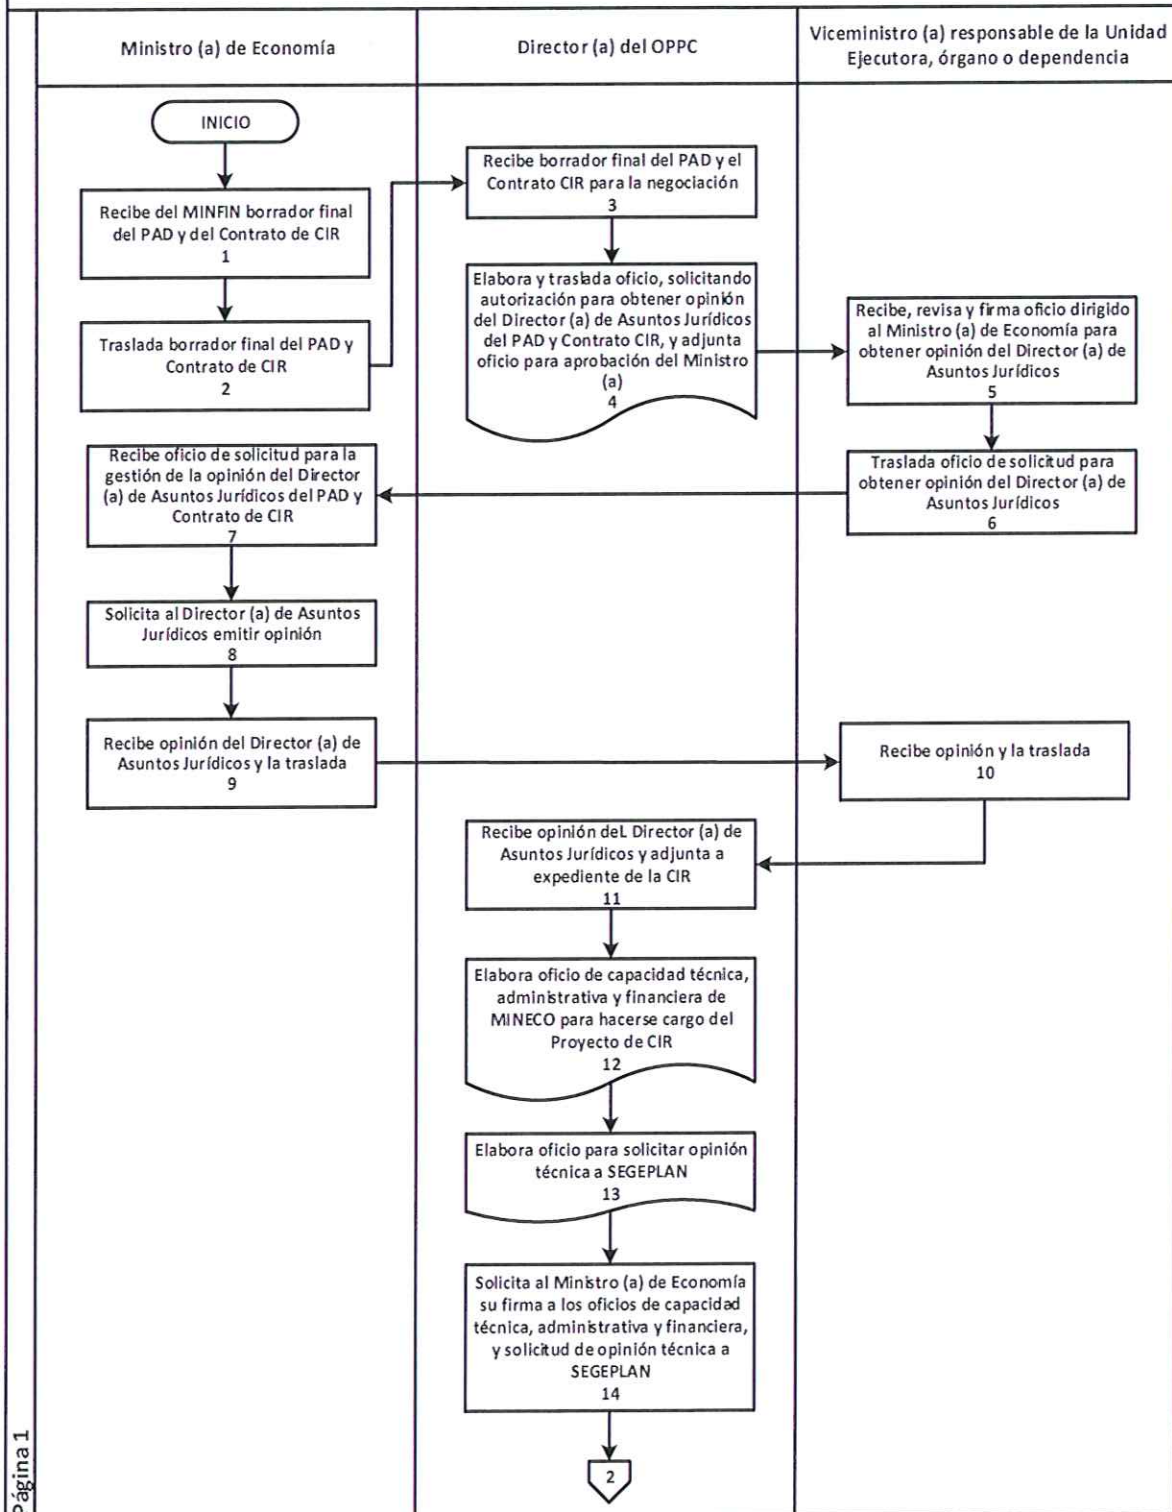 Ministro (a) de Economía
Director (a) del OPPC
Viceministro (a) responsable de la Unidad
Ejecutora, órgano o dependencia
INICIO
Recibe del MINFIN borrador final
del PAD y del Contrato de CIR
1
Traslada borrador final del PAD y
Contrato de CIR
2
Recibe borrador final del PAD y el
Contrato CIR para la negociación
3
Elabora y traslada oficio, solicitando
autorización para obtener opinión
del Director (a) de Asuntos Jurídicos
del PAD y Contrato CIR, y adjunta
oficio para aprobación del Ministro
(a)
4
Recibe, revisa y firma oficio dirigido
al Ministro (a) de Economía para
obtener opinión del Director (a) de
Asuntos Jurídicos
5
Traslada oficio de solicitud para
obtener opinión del Director (a) de
Asuntos Jurídicos
6
Recibe oficio de solicitud para la
gestión de la opinión del Director
(a) de Asuntos Jurídicos del PAD y
Contrato de CIR
7
Solicita al Director (a) de Asuntos
Jurídicos emitir opinión
8
Recibe opinión del Director (a) de
Asuntos Jurídicos y la traslada
9
Recibe opinión y la traslada
10
Recibe opinión deL Director (a) de
Asuntos Jurídicos y adjunta a
expediente de la CIR
11
Elabora oficio de capacidad técnica,
administrativa y financiera de
MINECO para hacerse cargo del
Proyecto de CIR
12
Elabora oficio para solicitar opinión
técnica a SEGEPLAN
13
Solicita al Ministro (a) de Economía
su firma a los oficios de capacidad
técnica, administrativa y financiera,
y solicitud de opinión técnica a
SEGEPLAN
14
2
Página 1